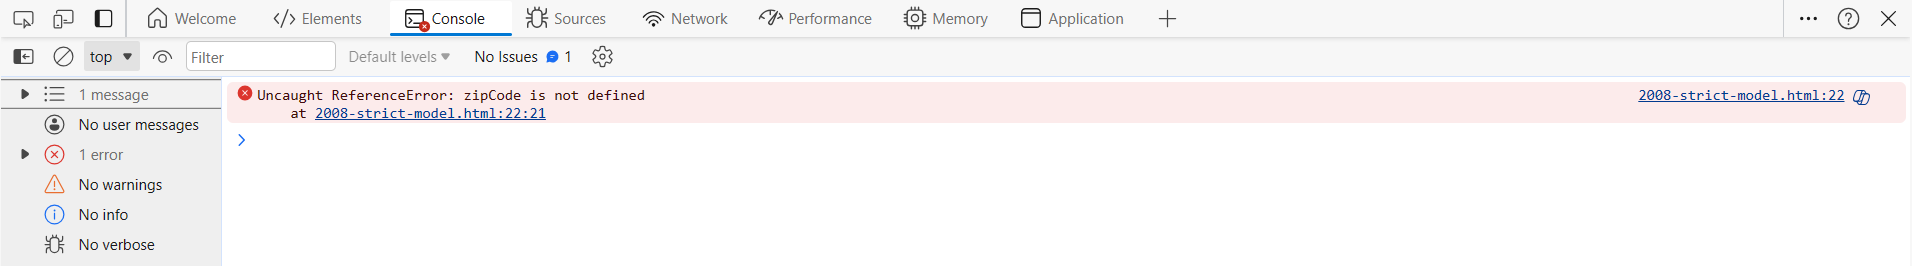 Welcome Elements Console Sources Network Performance Memory Application
top Filter Default levels No Issues 1
1 message
No user messages
1 error
No warnings
No info
No verbose
Uncaught ReferenceError: zipCode is not defined 2008-strict-model.html:22
at 2008-strict-model.html:22:21